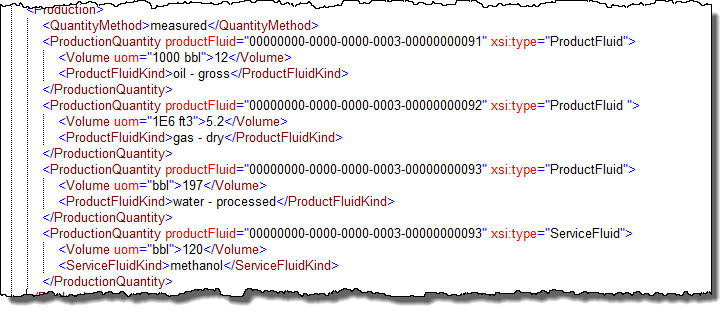 <Production>
<QuantityMethod>measured</QuantityMethod>
<ProductionQuantity productFluid="00000000-0000-0000-0003-00000000091" xsi:type="ProductFluid">
<Volume uom="1000 bbl">12</Volume>
<ProductFluidKind>oil - gross</ProductFluidKind>
</ProductionQuantity>
<ProductionQuantity productFluid="00000000-0000-0000-0003-00000000092" xsi:type="ProductFluid ">
<Volume uom="1E6 ft3">5.2</Volume>
<ProductFluidKind>gas - dry</ProductFluidKind>
</ProductionQuantity>
<ProductionQuantity productFluid="00000000-0000-0000-0003-00000000093" xsi:type="ProductFluid">
<Volume uom="bbl">197</Volume>
<ProductFluidKind>water - processed</ProductFluidKind>
</ProductionQuantity>
<ProductionQuantity productFluid="00000000-0000-0000-0003-00000000093" xsi:type="ServiceFluid">
<Volume uom="bbl">120</Volume>
<ServiceFluidKind>methanol</ServiceFluidKind>
</ProductionQuantity>